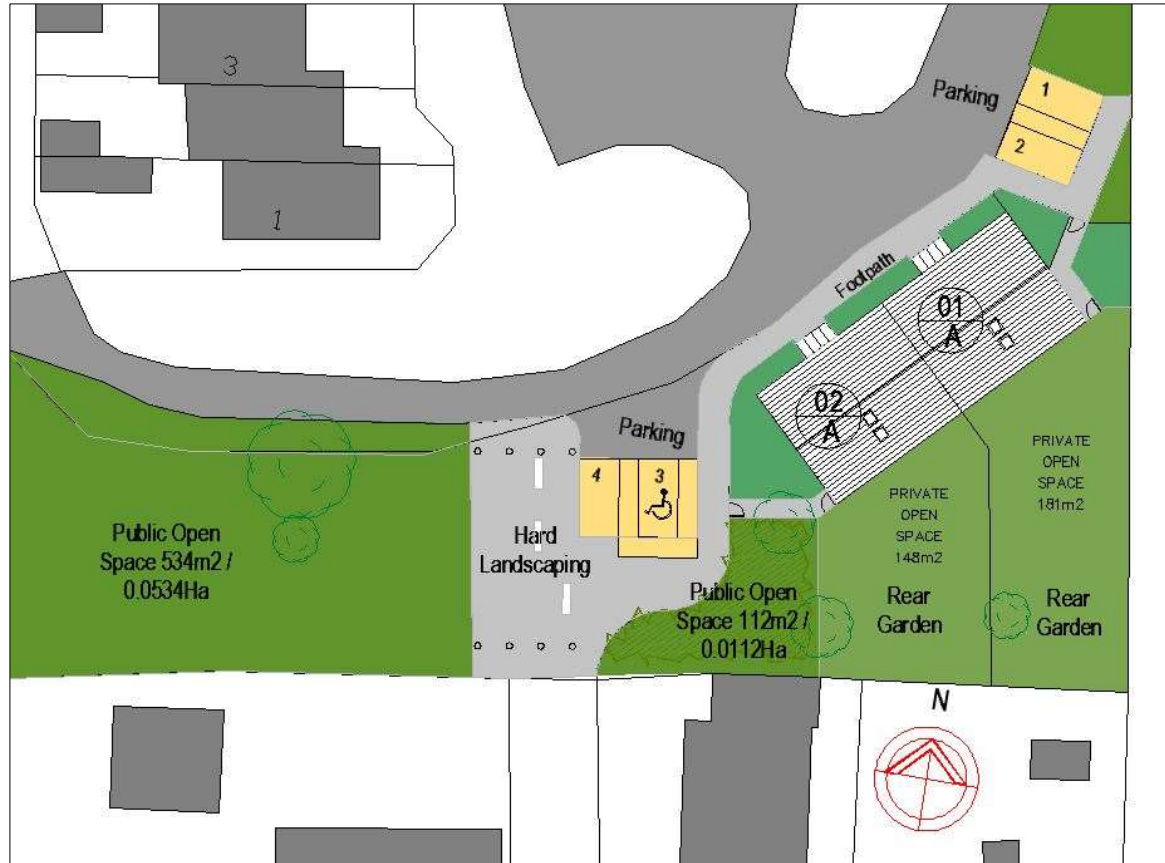 3
1
Parking
1
2
Footpath
01
A
02
A
Parking
4
3
Hard
Landscaping
Public Open
Space 534m2 /
0.0534Ha
PRIVATE
OPEN
SPACE
181m2
PRIVATE
OPEN
SPACE
148m2
Public Open
Space 112m2 /
0.0112Ha
Rear
Garden
Rear
Garden
N